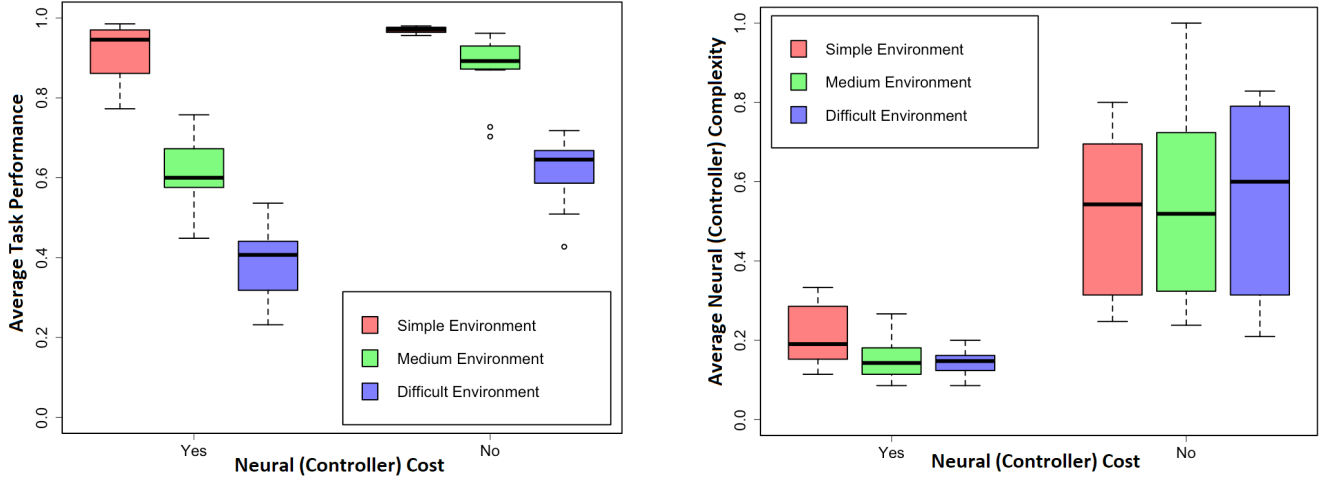 Average Task Performance
1.0
0.8
0.6
0.4
0.2
0.0
Simple Environment
Medium Environment
Difficult Environment
Yes
No
Neural (Controller) Cost
Average Neural (Controller) Complexity
1.0
0.8
0.6
0.4
0.2
0.0
Simple Environment
Medium Environment
Difficult Environment
Yes
No
Neural (Controller) Cost